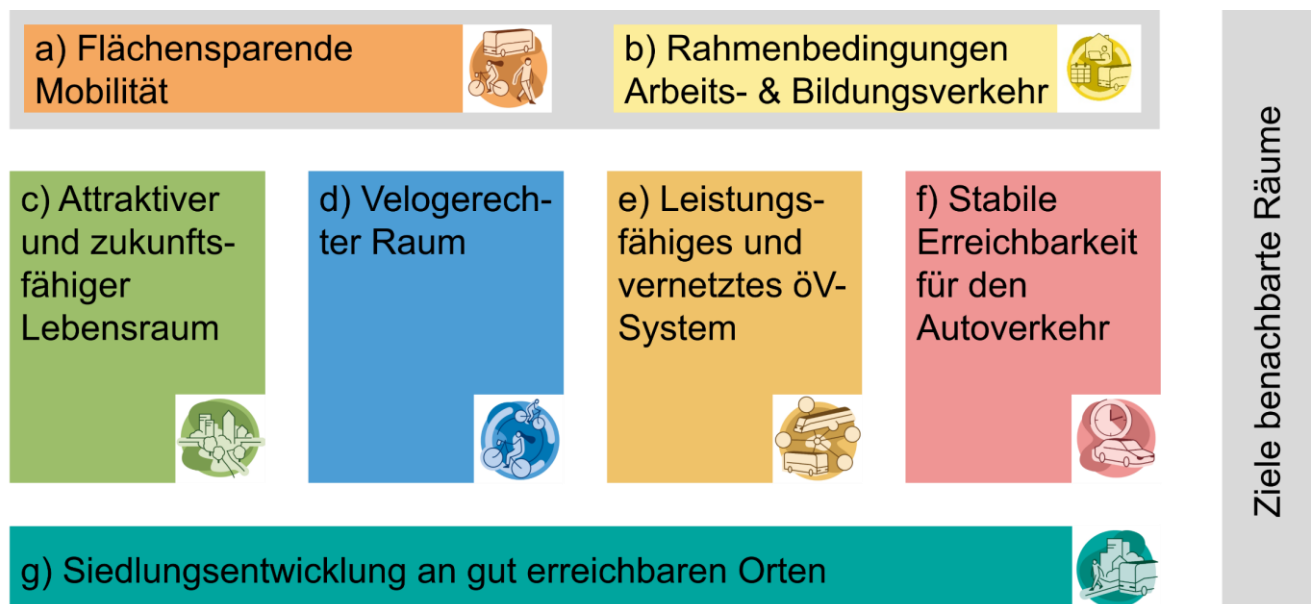 a) Flächensparende
Mobilität
b) Rahmenbedingungen
Arbeits- & Bildungsverkehr
c) Attraktiver
und zukunfts-
fähiger
Lebensraum
d) Velogerech-
ter Raum
e) Leistungs-
fähiges und
vernetztes öV-
System
f) Stabile
Erreichbarkeit
für den
Autoverkehr
g) Siedlungsentwicklung an gut erreichbaren Orten
Ziele benachbarte Räume